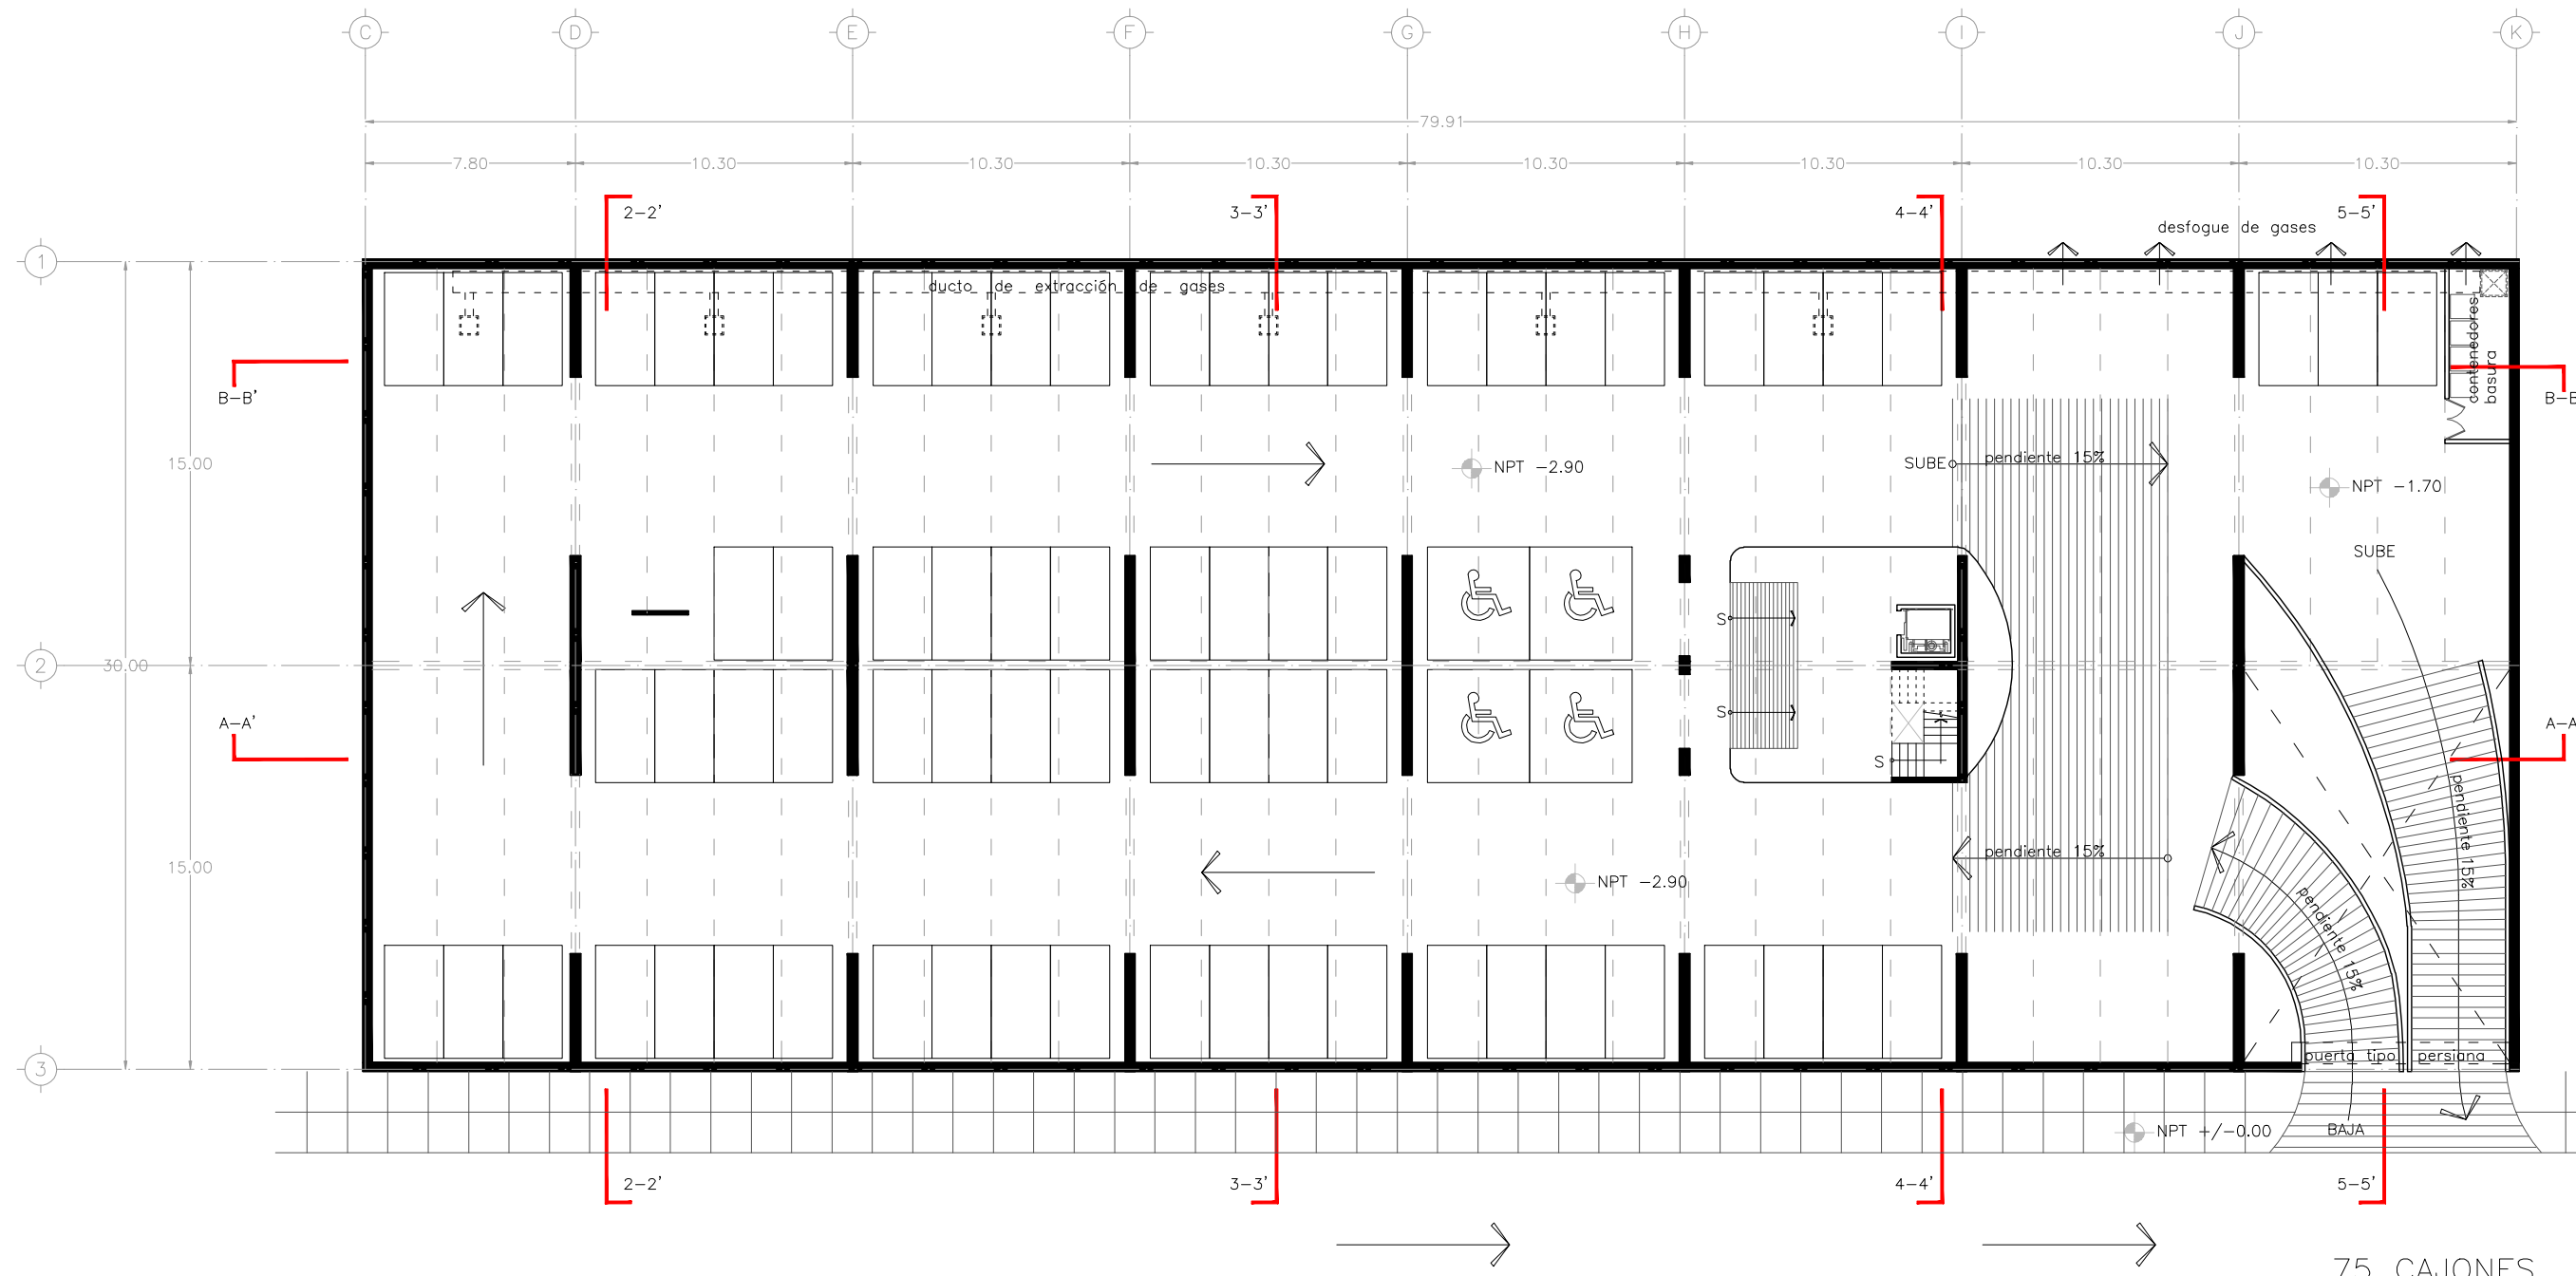 C D E F G H I J K
79.91
7.80 10.30 10.30 10.30 10.30 10.30 10.30 10.30
2-2' 3-3' 4-4' 5-5'
desfogue de gases
1
ducto de extracción de gases
contenedores
basura
B-B' B-B
15.00
SUBE pendiente 15%
NPT -2.90
NPT -1.70
SUBE
S
2
30.00
S
A-A' A-A
S
pendiente 15%
pendiente 15%
15.00
NPT -2.90
pendiente 15%
puerta tipo persiana
3
NPT +/-0.00
BAJA
2-2' 3-3' 4-4' 5-5'
75 CAJONES